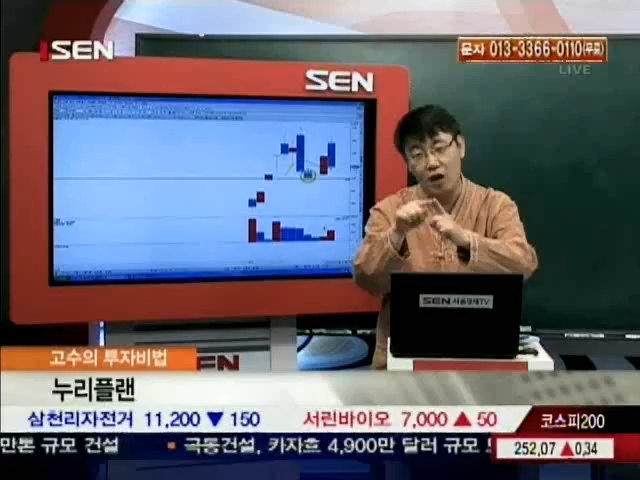 SEN
문자 013-3366-0110(무료)
LIVE
SEN
SEN 서울경제TV
EN
고수의 투자비법
누리플랜
삼천리자전거 11,200 ▼ 150 서린바이오 7,000 ▲ 50 코스피200
만톤 규모 건설 ▪ 극동건설, 카자흐 4,900만 달러 규모 252,07 ▲ 0,34